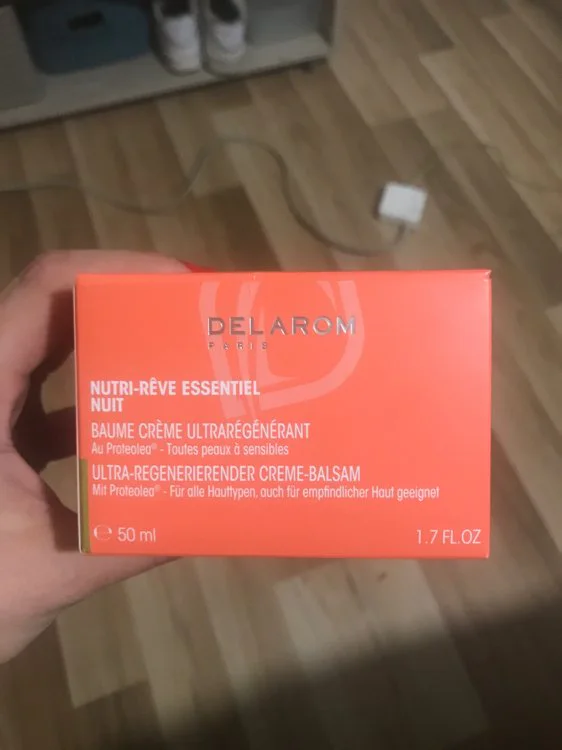 DELAROM
PARIS
NUTRI-RÊVE ESSENTIEL
NUIT
BAUME CRÈME ULTRARÉGÉNÉRANT
Au Proteolea® - Toutes peaux à sensibles
ULTRA-REGENERIERENDER CREME-BALSAM
Mit Proteolea® - Für alle Hauttypen, auch für empfindlicher Haut geeignet
℮ 50 ml 1.7 FL.OZ